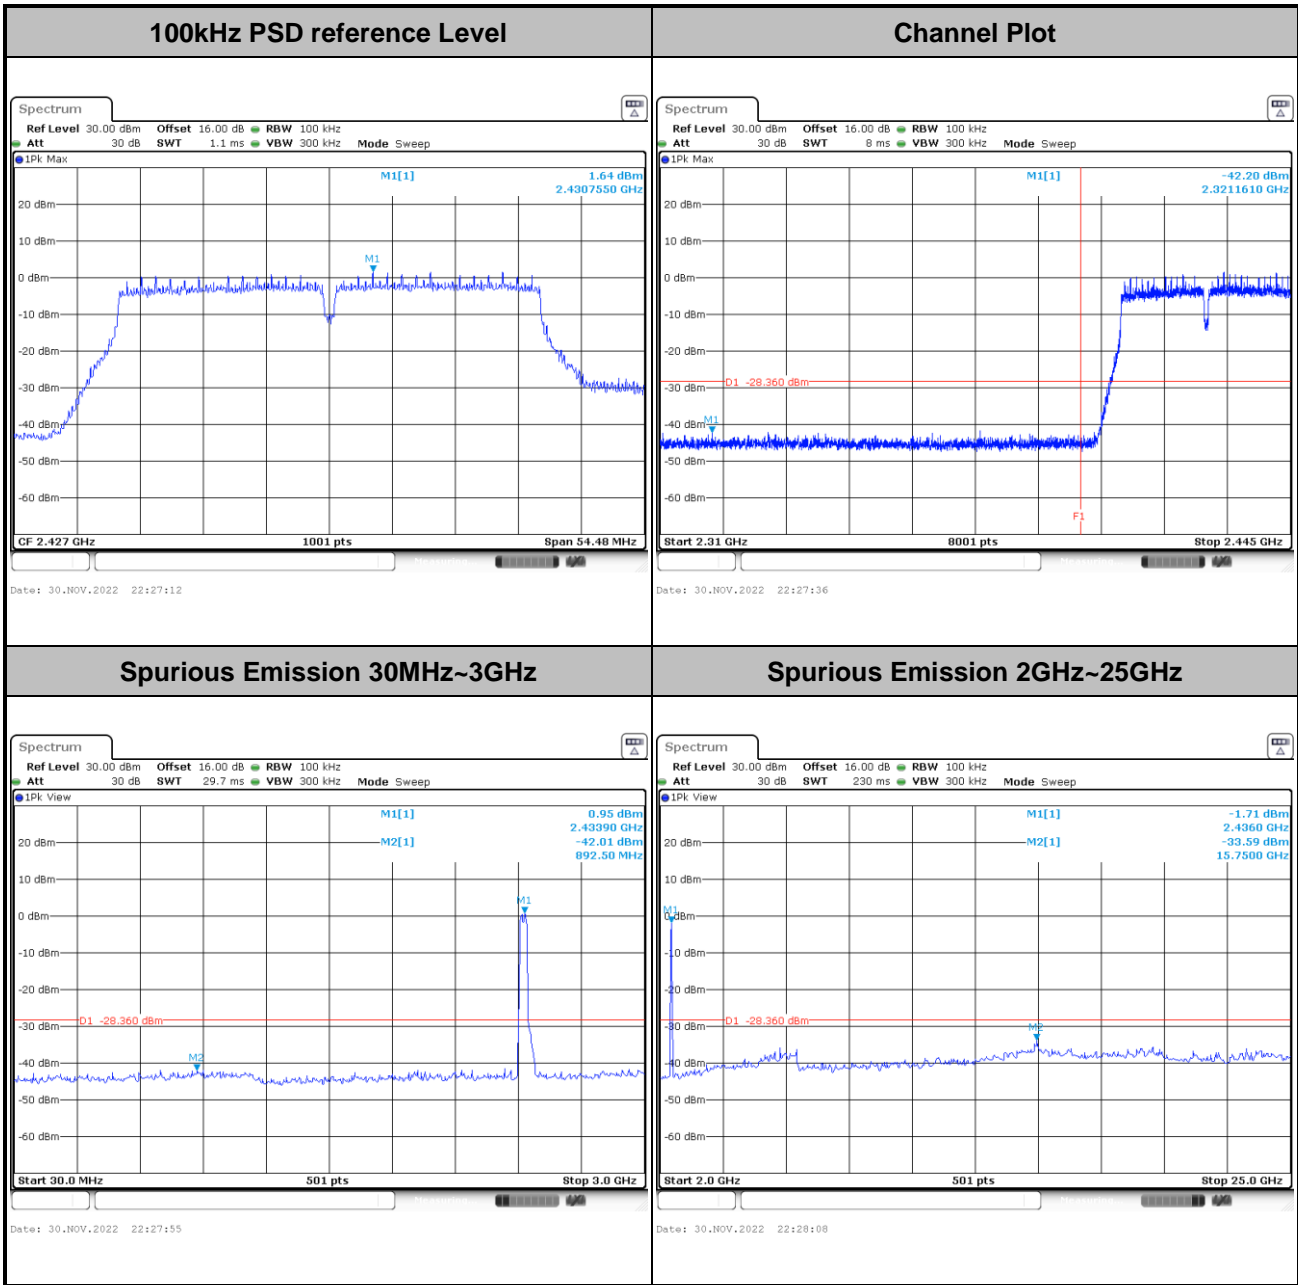 100kHz PSD reference Level
Channel Plot
Spectrum
Ref Level 30.00 dBm Offset 16.00 dB RBW 100 kHz
Att 30 dB SWT 1.1 ms VBW 300 kHz Mode Sweep
1Pk Max
M1[1] 1.64 dBm
2.4307550 GHz
20 dBm
10 dBm
M1
0 dBm
-10 dBm
-20 dBm
-30 dBm
-40 dBm
-50 dBm
-60 dBm
CF 2.427 GHz 1001 pts Span 54.48 MHz
Measuring...
Date: 30.NOV.2022 22:27:12
Spectrum
Ref Level 30.00 dBm Offset 16.00 dB RBW 100 kHz
Att 30 dB SWT 8 ms VBW 300 kHz Mode Sweep
1Pk Max
M1[1] -42.20 dBm
2.3211610 GHz
20 dBm
10 dBm
0 dBm
-10 dBm
-20 dBm
-30 dBm
D1 -28.360 dBm
-40 dBm
M1
-50 dBm
-60 dBm
F1
Start 2.31 GHz 8001 pts Stop 2.445 GHz
Measuring...
Date: 30.NOV.2022 22:27:36
Spurious Emission 30MHz~3GHz
Spurious Emission 2GHz~25GHz
Spectrum
Ref Level 30.00 dBm Offset 16.00 dB RBW 100 kHz
Att 30 dB SWT 29.7 ms VBW 300 kHz Mode Sweep
1Pk View
M1[1] 0.95 dBm
2.43390 GHz
M2[1] -42.01 dBm
892.50 MHz
20 dBm
10 dBm
M1
0 dBm
-10 dBm
-20 dBm
D1 -28.360 dBm
-30 dBm
M2
-40 dBm
-50 dBm
-60 dBm
Start 30.0 MHz 501 pts Stop 3.0 GHz
Measuring...
Date: 30.NOV.2022 22:27:55
Spectrum
Ref Level 30.00 dBm Offset 16.00 dB RBW 100 kHz
Att 30 dB SWT 230 ms VBW 300 kHz Mode Sweep
1Pk View
M1[1] -1.71 dBm
2.4360 GHz
M2[1] -33.59 dBm
15.7500 GHz
20 dBm
10 dBm
M1
0 dBm
-10 dBm
-20 dBm
D1 -28.360 dBm
-30 dBm
M2
-40 dBm
-50 dBm
-60 dBm
Start 2.0 GHz 501 pts Stop 25.0 GHz
Measuring...
Date: 30.NOV.2022 22:28:08